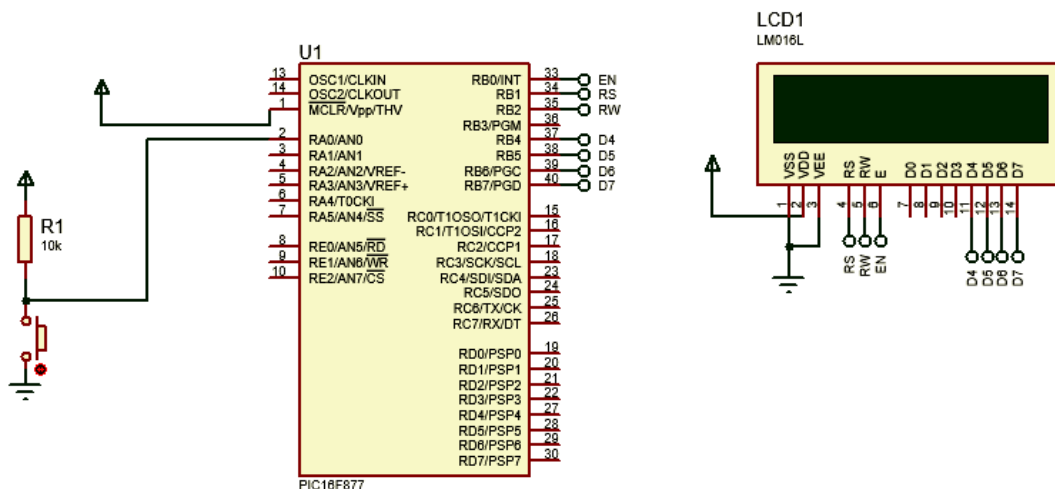 U1
13 OSC1/CLKIN RB0/INT 33 EN
14 OSC2/CLKOUT RB1 34 RS
1 MCLR/Vpp/THV RB2 35 RW
RB3/PGM 36
2 RA0/AN0 RB4 37 D4
3 RA1/AN1 RB5 38 D5
4 RA2/AN2/VREF- RB6/PGC 39 D6
5 RA3/AN3/VREF+ RB7/PGD 40 D7
6 RA4/T0CKI
7 RA5/AN4/SS RC0/T1OSO/T1CKI 15
RC1/T1OSI/CCP2 16
8 RE0/AN5/RD RC2/CCP1 17
9 RE1/AN6/WR RC3/SCK/SCL 18
10 RE2/AN7/CS RC4/SDI/SDA 23
RC5/SDO 24
RC6/TX/CK 25
RC7/RX/DT 26
RD0/PSP0 19
RD1/PSP1 20
RD2/PSP2 21
RD3/PSP3 22
RD4/PSP4 27
RD5/PSP5 28
RD6/PSP6 29
RD7/PSP7 30
PIC16F877
R1
10k
LCD1
LM016L
VSS VDD VEE RS RW E D0 D1 D2 D3 D4 D5 D6 D7
1 2 3 4 5 6 7 8 9 10 11 12 13 14
RS RW EN D4 D5 D6 D7